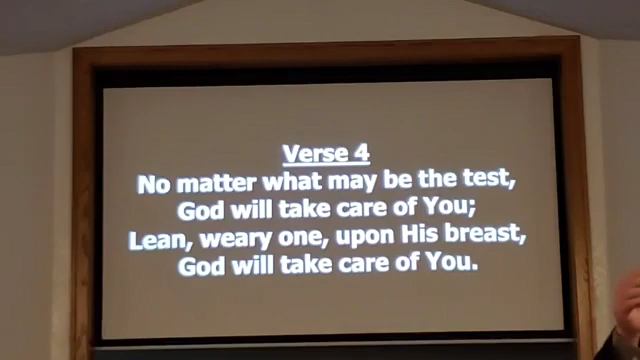 Verse 4
No matter what may be the test,
God will take care of You;
Lean, weary one, upon His breast,
God will take care of You.